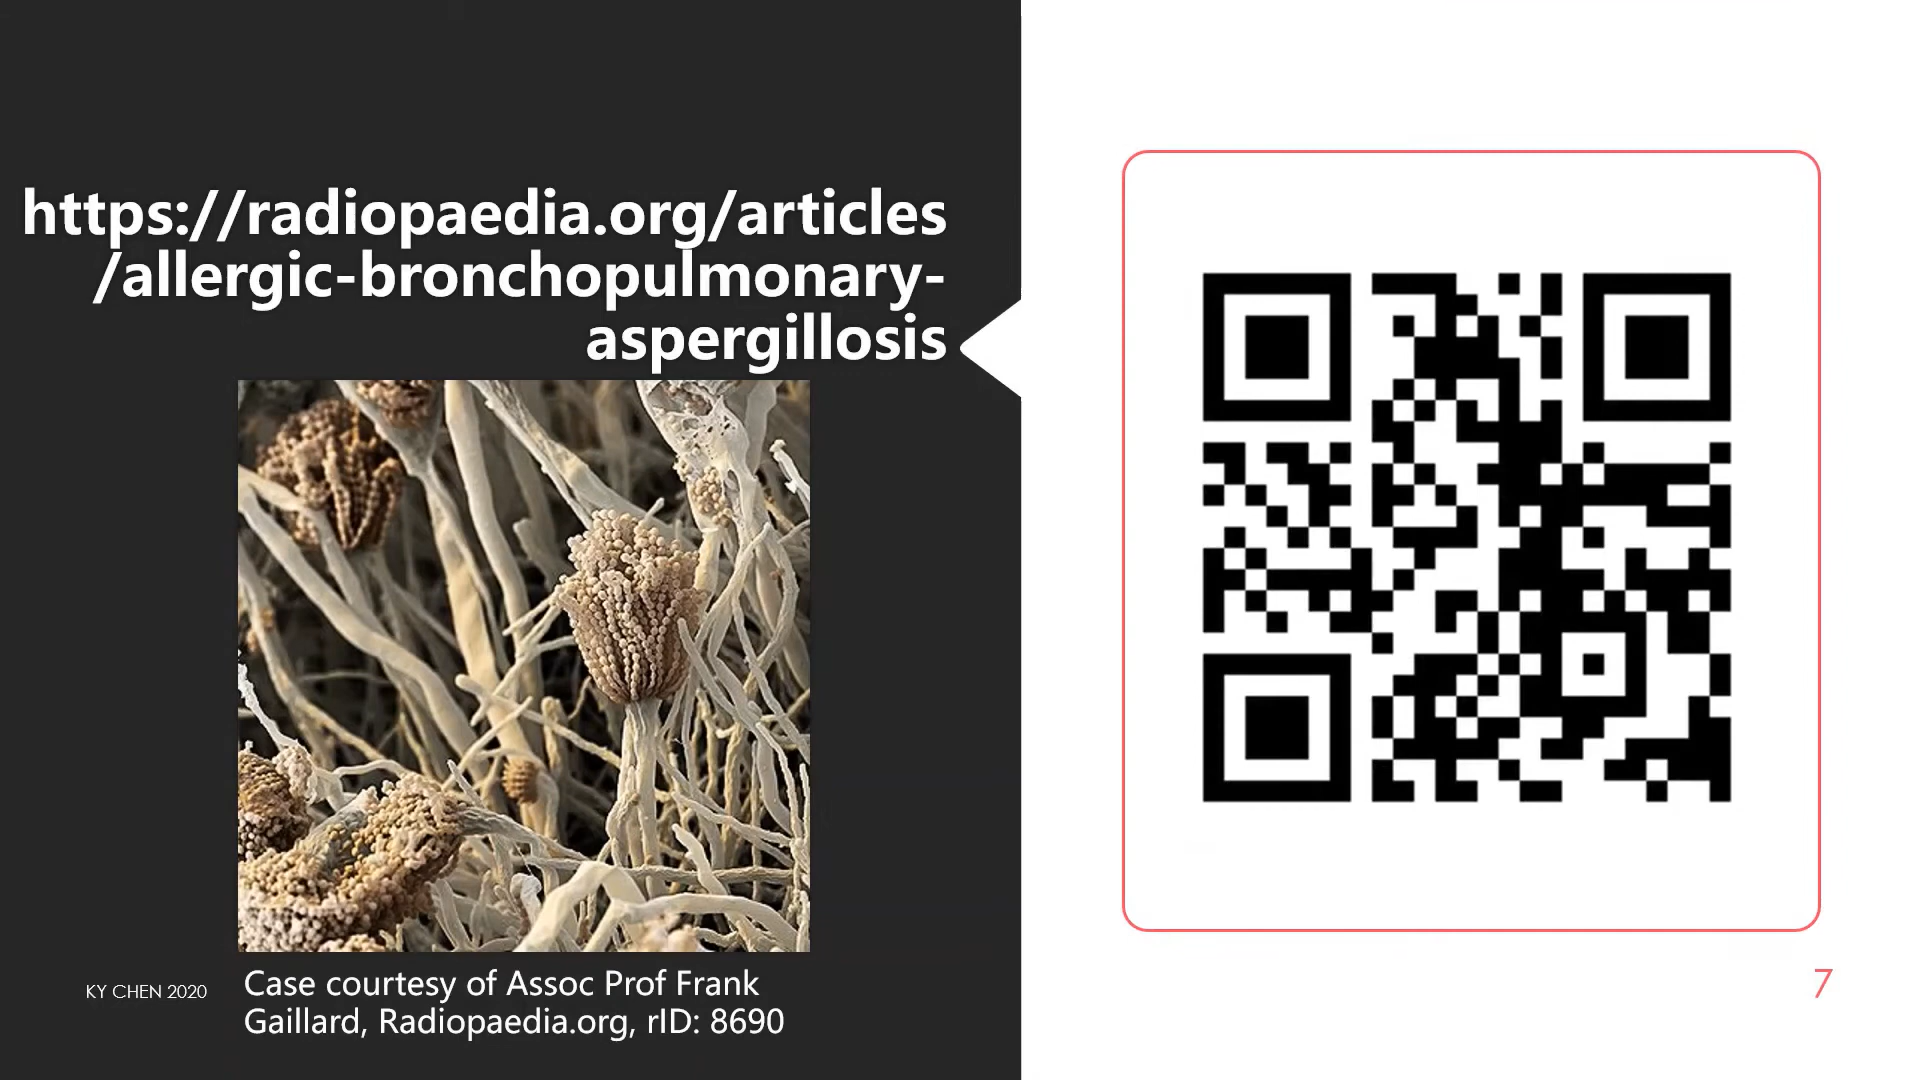 https://radiopaedia.org/articles
/allergic-bronchopulmonary-
aspergillosis
KY CHEN 2020
Case courtesy of Assoc Prof Frank
Gaillard, Radiopaedia.org, rID: 8690
7